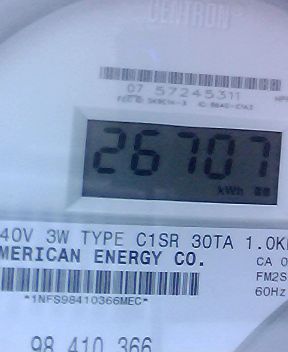 CENTRON
07 57245311
26707
kWh
40V 3W TYPE C1SR 30TA 1.0K
MERICAN ENERGY CO.
CA 0
FM2S
*1NFS98410366MEC*
60Hz
98 410 366